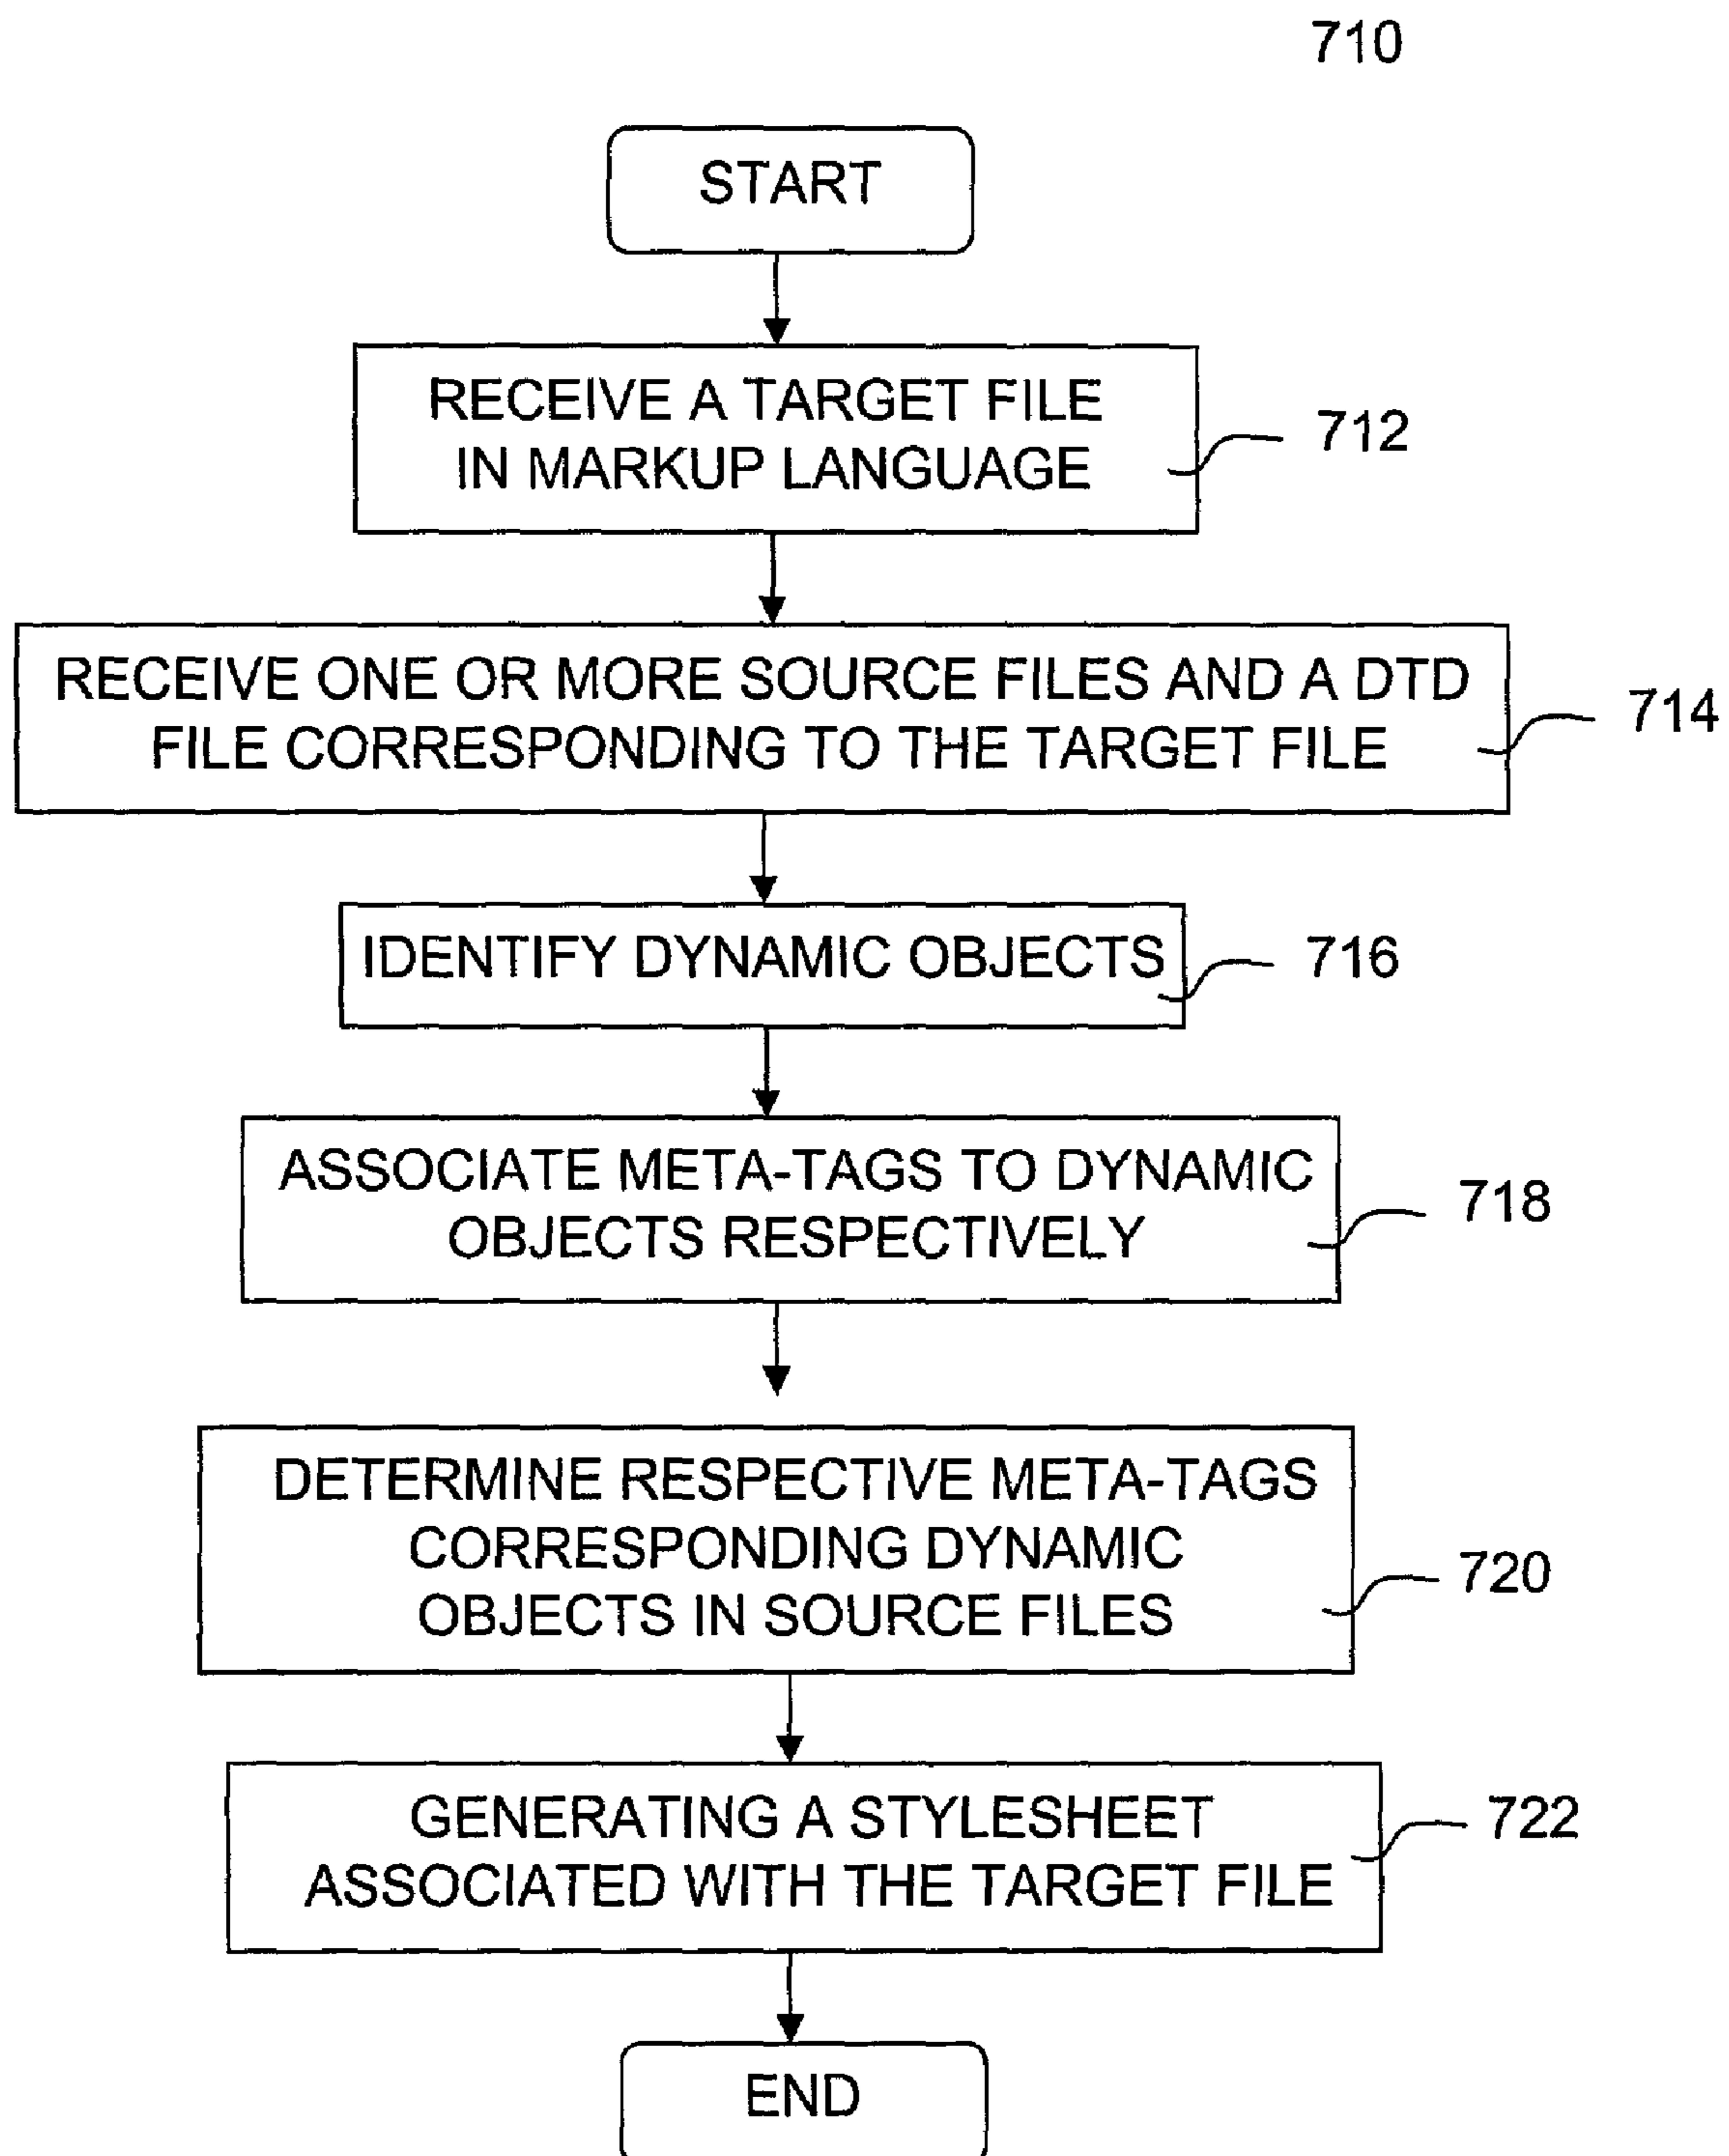 710
START
RECEIVE A TARGET FILE
IN MARKUP LANGUAGE
712
RECEIVE ONE OR MORE SOURCE FILES AND A DTD
FILE CORRESPONDING TO THE TARGET FILE
714
IDENTIFY DYNAMIC OBJECTS
716
ASSOCIATE META-TAGS TO DYNAMIC
OBJECTS RESPECTIVELY
718
DETERMINE RESPECTIVE META-TAGS
CORRESPONDING DYNAMIC
OBJECTS IN SOURCE FILES
720
GENERATING A STYLESHEET
ASSOCIATED WITH THE TARGET FILE
722
END